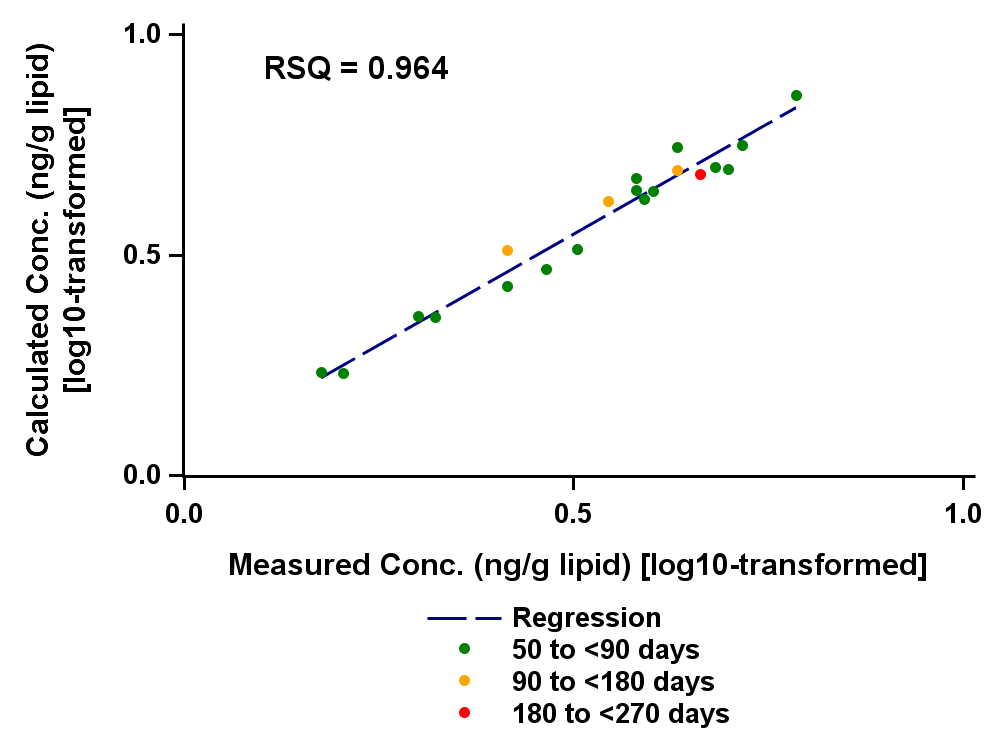 Calculated Conc. (ng/g lipid)
[log10-transformed]
1.0
0.5
0.0
RSQ = 0.964
0.0
0.5
1.0
Measured Conc. (ng/g lipid) [log10-transformed]
Regression
50 to <90 days
90 to <180 days
180 to <270 days